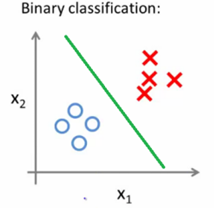 Binary classification:
x₂
x₁